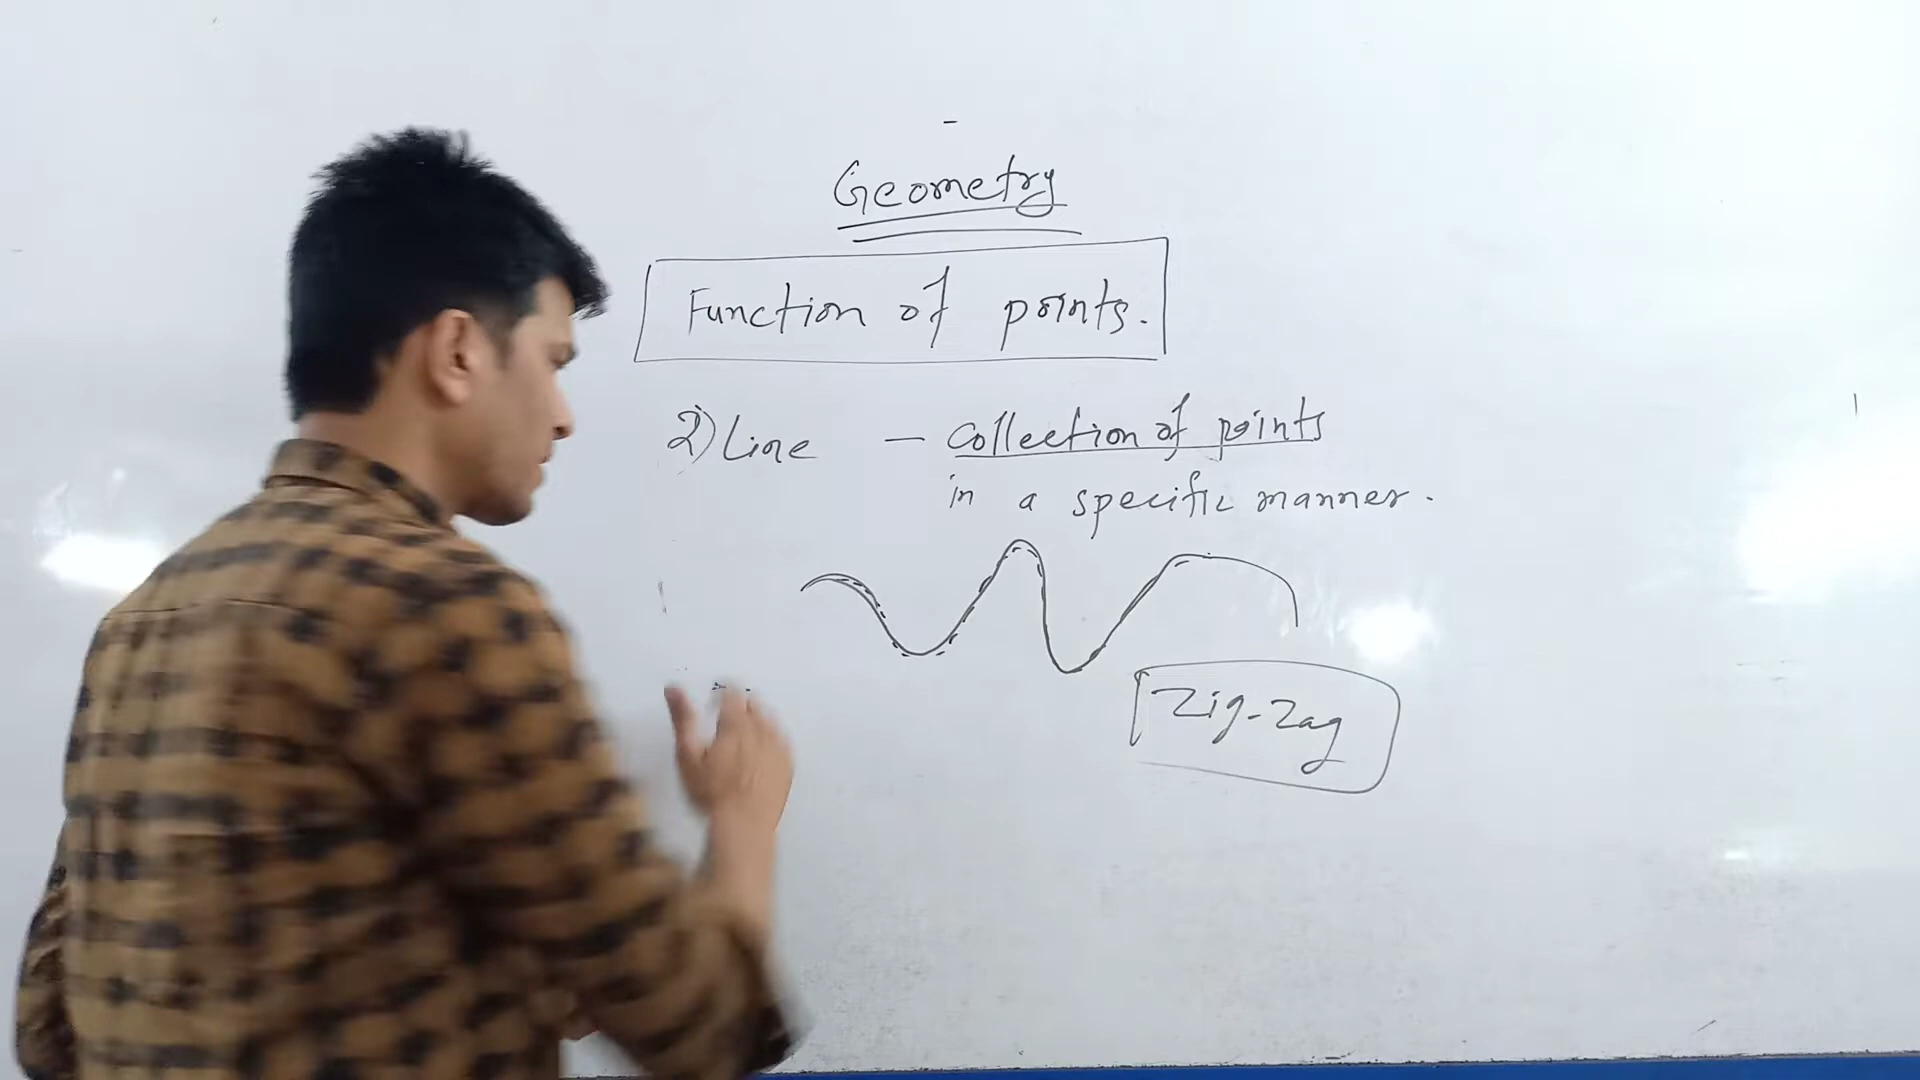 Geometry
Function of points.
2) Line - Collection of points
in a specific manner.
Zig-Zag